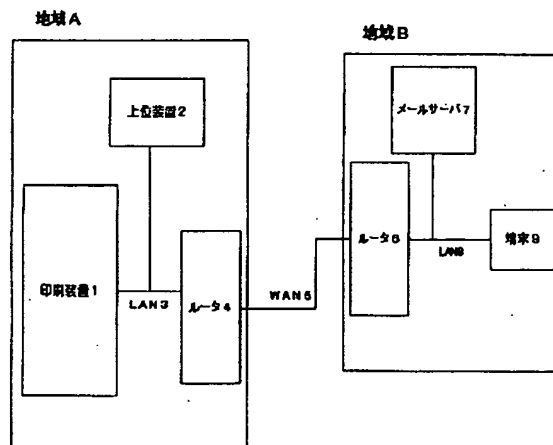 地域A
地域B
上位装置2
メールサーバ7
印刷装置1
LAN3
ルータ4
WAN5
ルータ6
LAN8
端末9